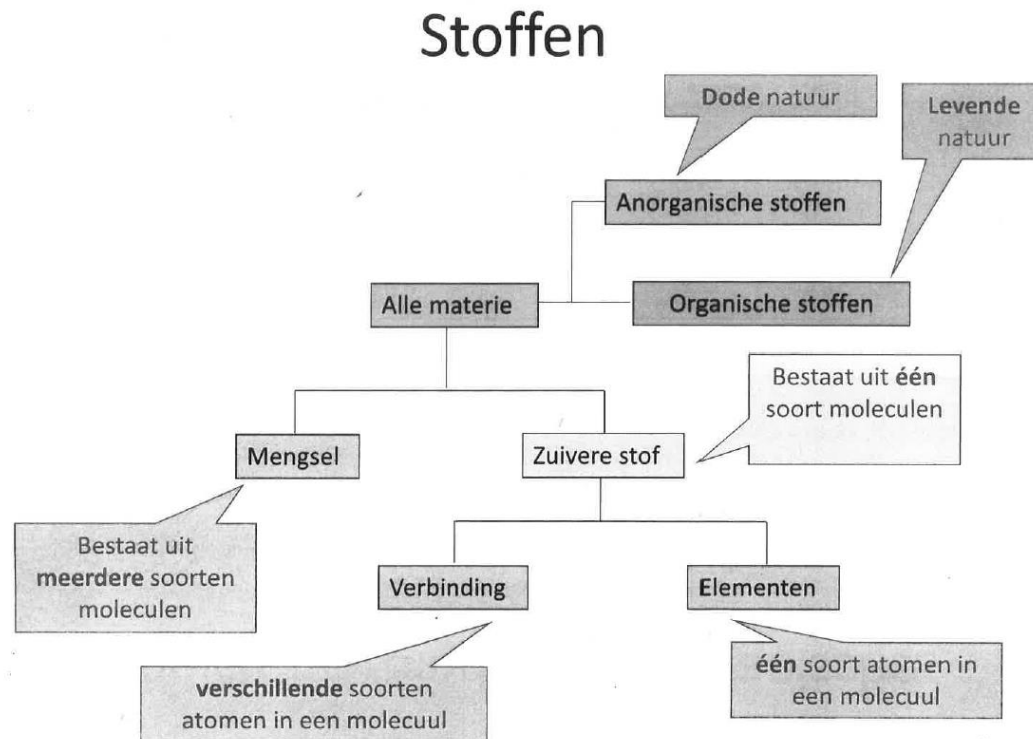 Stoffen
Dode natuur
Levende
natuur
Anorganische stoffen
Alle materie
Organische stoffen
Bestaat uit één
soort moleculen
Mengsel
Zuivere stof
Bestaat uit
meerdere soorten
moleculen
Verbinding
Elementen
verschillende soorten
atomen in een molecuul
één soort atomen in
een molecuul